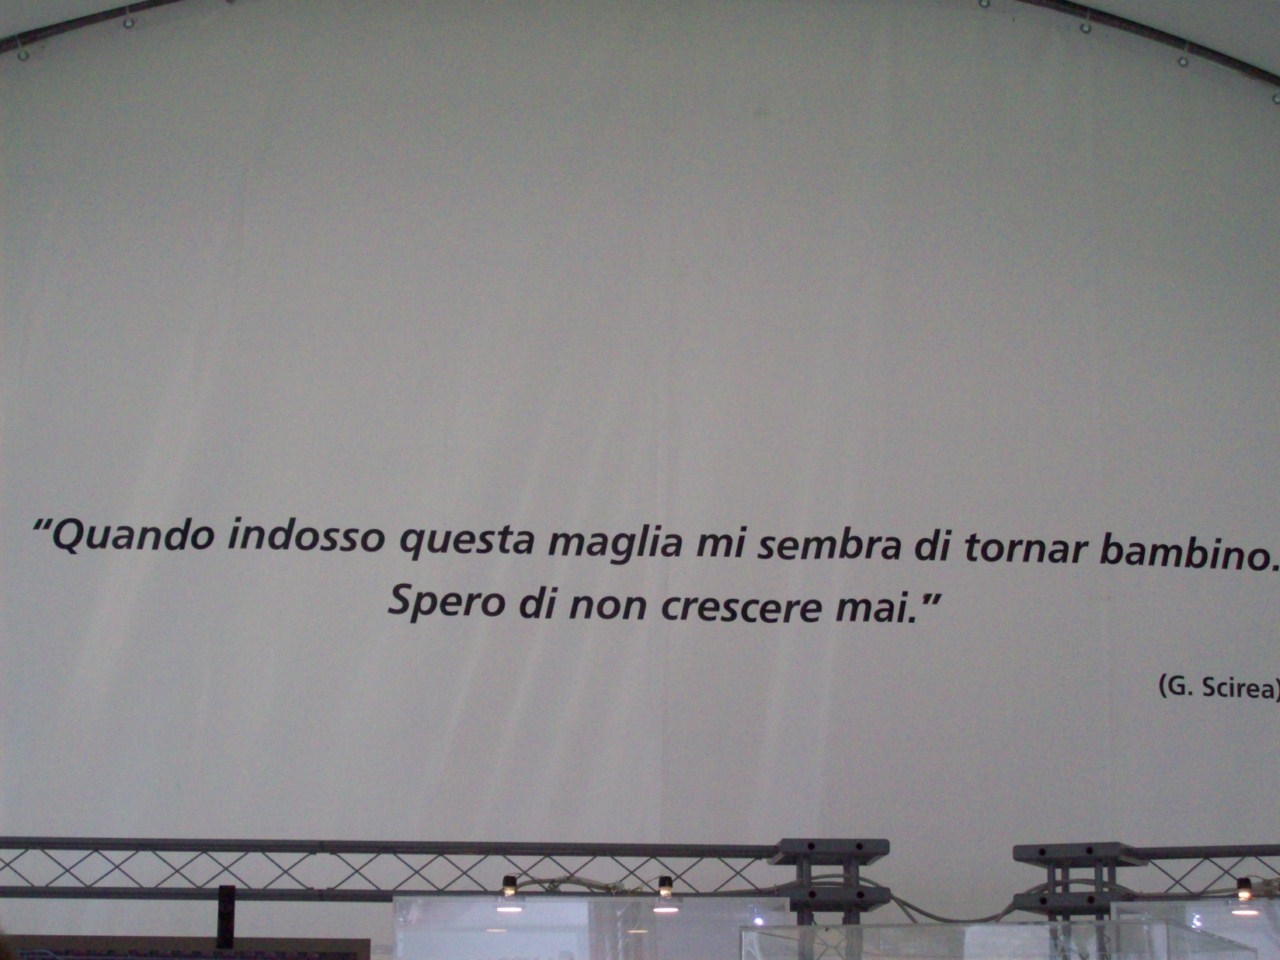 “Quando indosso questa maglia mi sembra di tornar bambino.
Spero di non crescere mai.”
(G. Scirea)